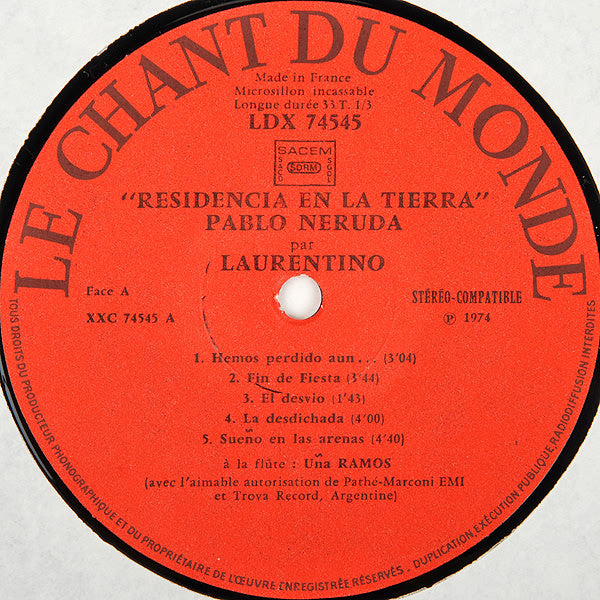 LE CHANT DU MONDE
Made in France
Microsillon incassable
Longue durée 33 T. 1/3
LDX 74545
SACEM
SACD SDRM SGDL
"RESIDENCIA EN LA TIERRA"
PABLO NERUDA
par
LAURENTINO
Face A
XXC 74545 A
STÉRÉO-COMPATIBLE
℗ 1974
1. Hemos perdido aun... (3'04)
2. Fin de Fiesta (3'44)
3. El desvio (1'43)
4. La desdichada (4'00)
5. Sueño en las arenas (4'40)
à la flûte : Uña RAMOS
(avec l'aimable autorisation de Pathé-Marconi EMI
et Trova Record, Argentine)
TOUS DROITS DU PRODUCTEUR PHONOGRAPHIQUE ET DU PROPRIÉTAIRE DE L'ŒUVRE ENREGISTRÉE RÉSERVÉS - DUPLICATION, EXÉCUTION PUBLIQUE, RADIODIFFUSION INTERDITES